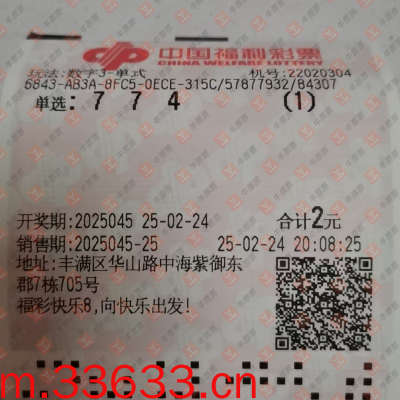 中国福利彩票
CHINA WELFARE LOTTERY
玩法:数字3-单式 机号:22020304
6843-AB3A-8FC5-0ECE-315C/57877932/84307
单选: 7 7 4 (1)
开奖期:2025045 25-02-24 合计2元
销售期:2025045-25 25-02-24 20:08:25
地址:丰满区华山路中海紫御东
郡7栋705号
福彩快乐8,向快乐出发!
m.33633.cn